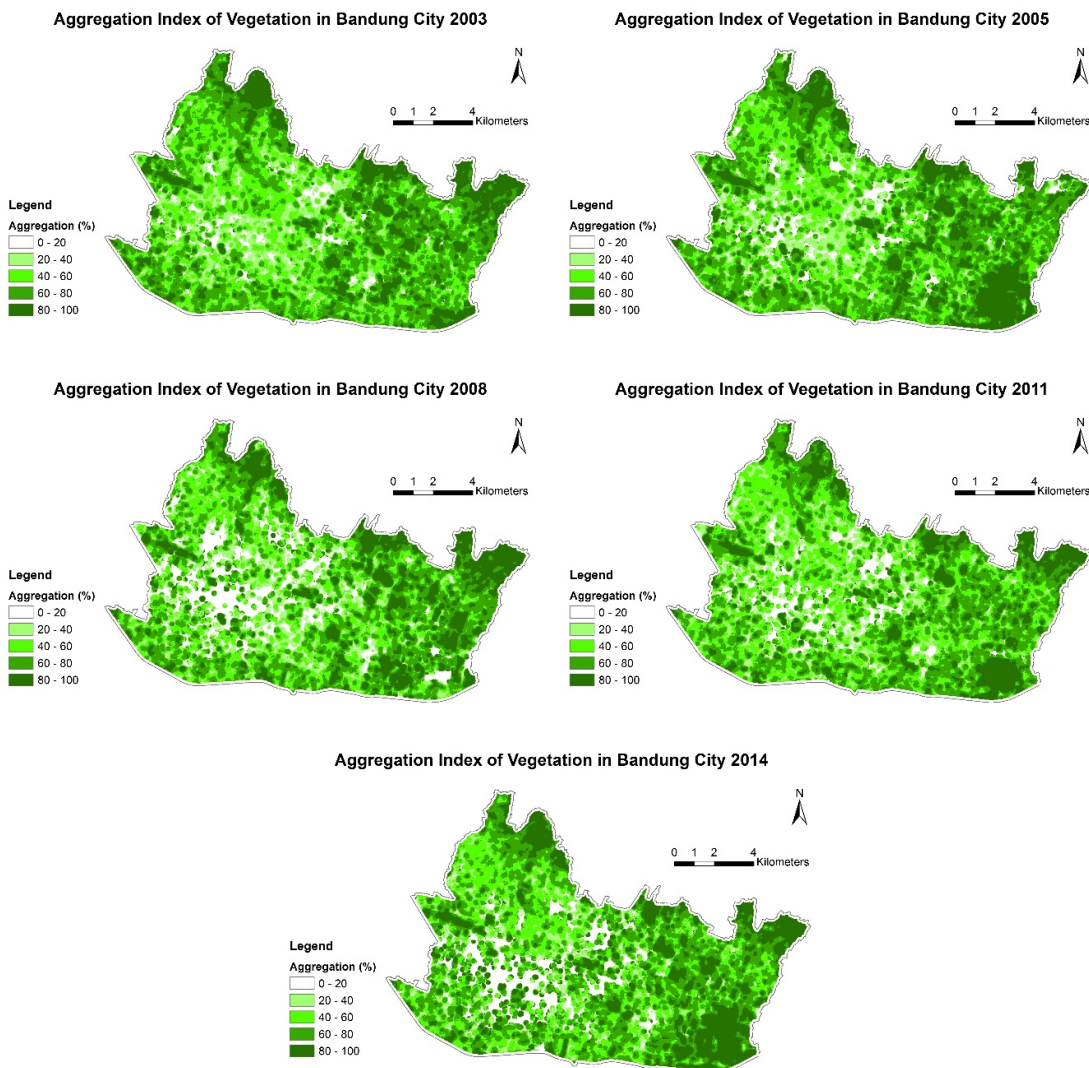 Aggregation Index of Vegetation in Bandung City 2003
N
0 1 2 4
Kilometers
Legend
Aggregation (%)
0 - 20
20 - 40
40 - 60
60 - 80
80 - 100
Aggregation Index of Vegetation in Bandung City 2005
N
0 1 2 4
Kilometers
Legend
Aggregation (%)
0 - 20
20 - 40
40 - 60
60 - 80
80 - 100
Aggregation Index of Vegetation in Bandung City 2008
N
0 1 2 4
Kilometers
Legend
Aggregation (%)
0 - 20
20 - 40
40 - 60
60 - 80
80 - 100
Aggregation Index of Vegetation in Bandung City 2011
N
0 1 2 4
Kilometers
Legend
Aggregation (%)
0 - 20
20 - 40
40 - 60
60 - 80
80 - 100
Aggregation Index of Vegetation in Bandung City 2014
N
0 1 2 4
Kilometers
Legend
Aggregation (%)
0 - 20
20 - 40
40 - 60
60 - 80
80 - 100